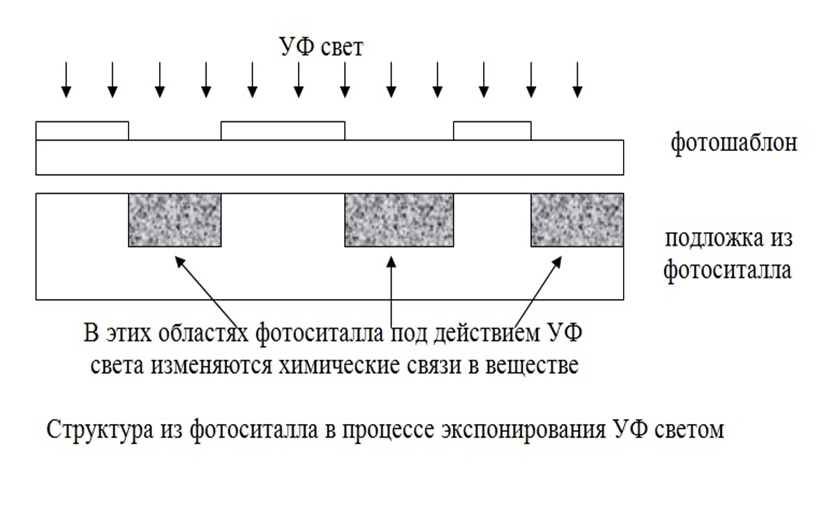 УФ свет
фотошаблон
подложка из
фотоситалла
В этих областях фотоситалла под действием УФ
света изменяются химические связи в веществе
Структура из фотоситалла в процессе экспонирования УФ светом